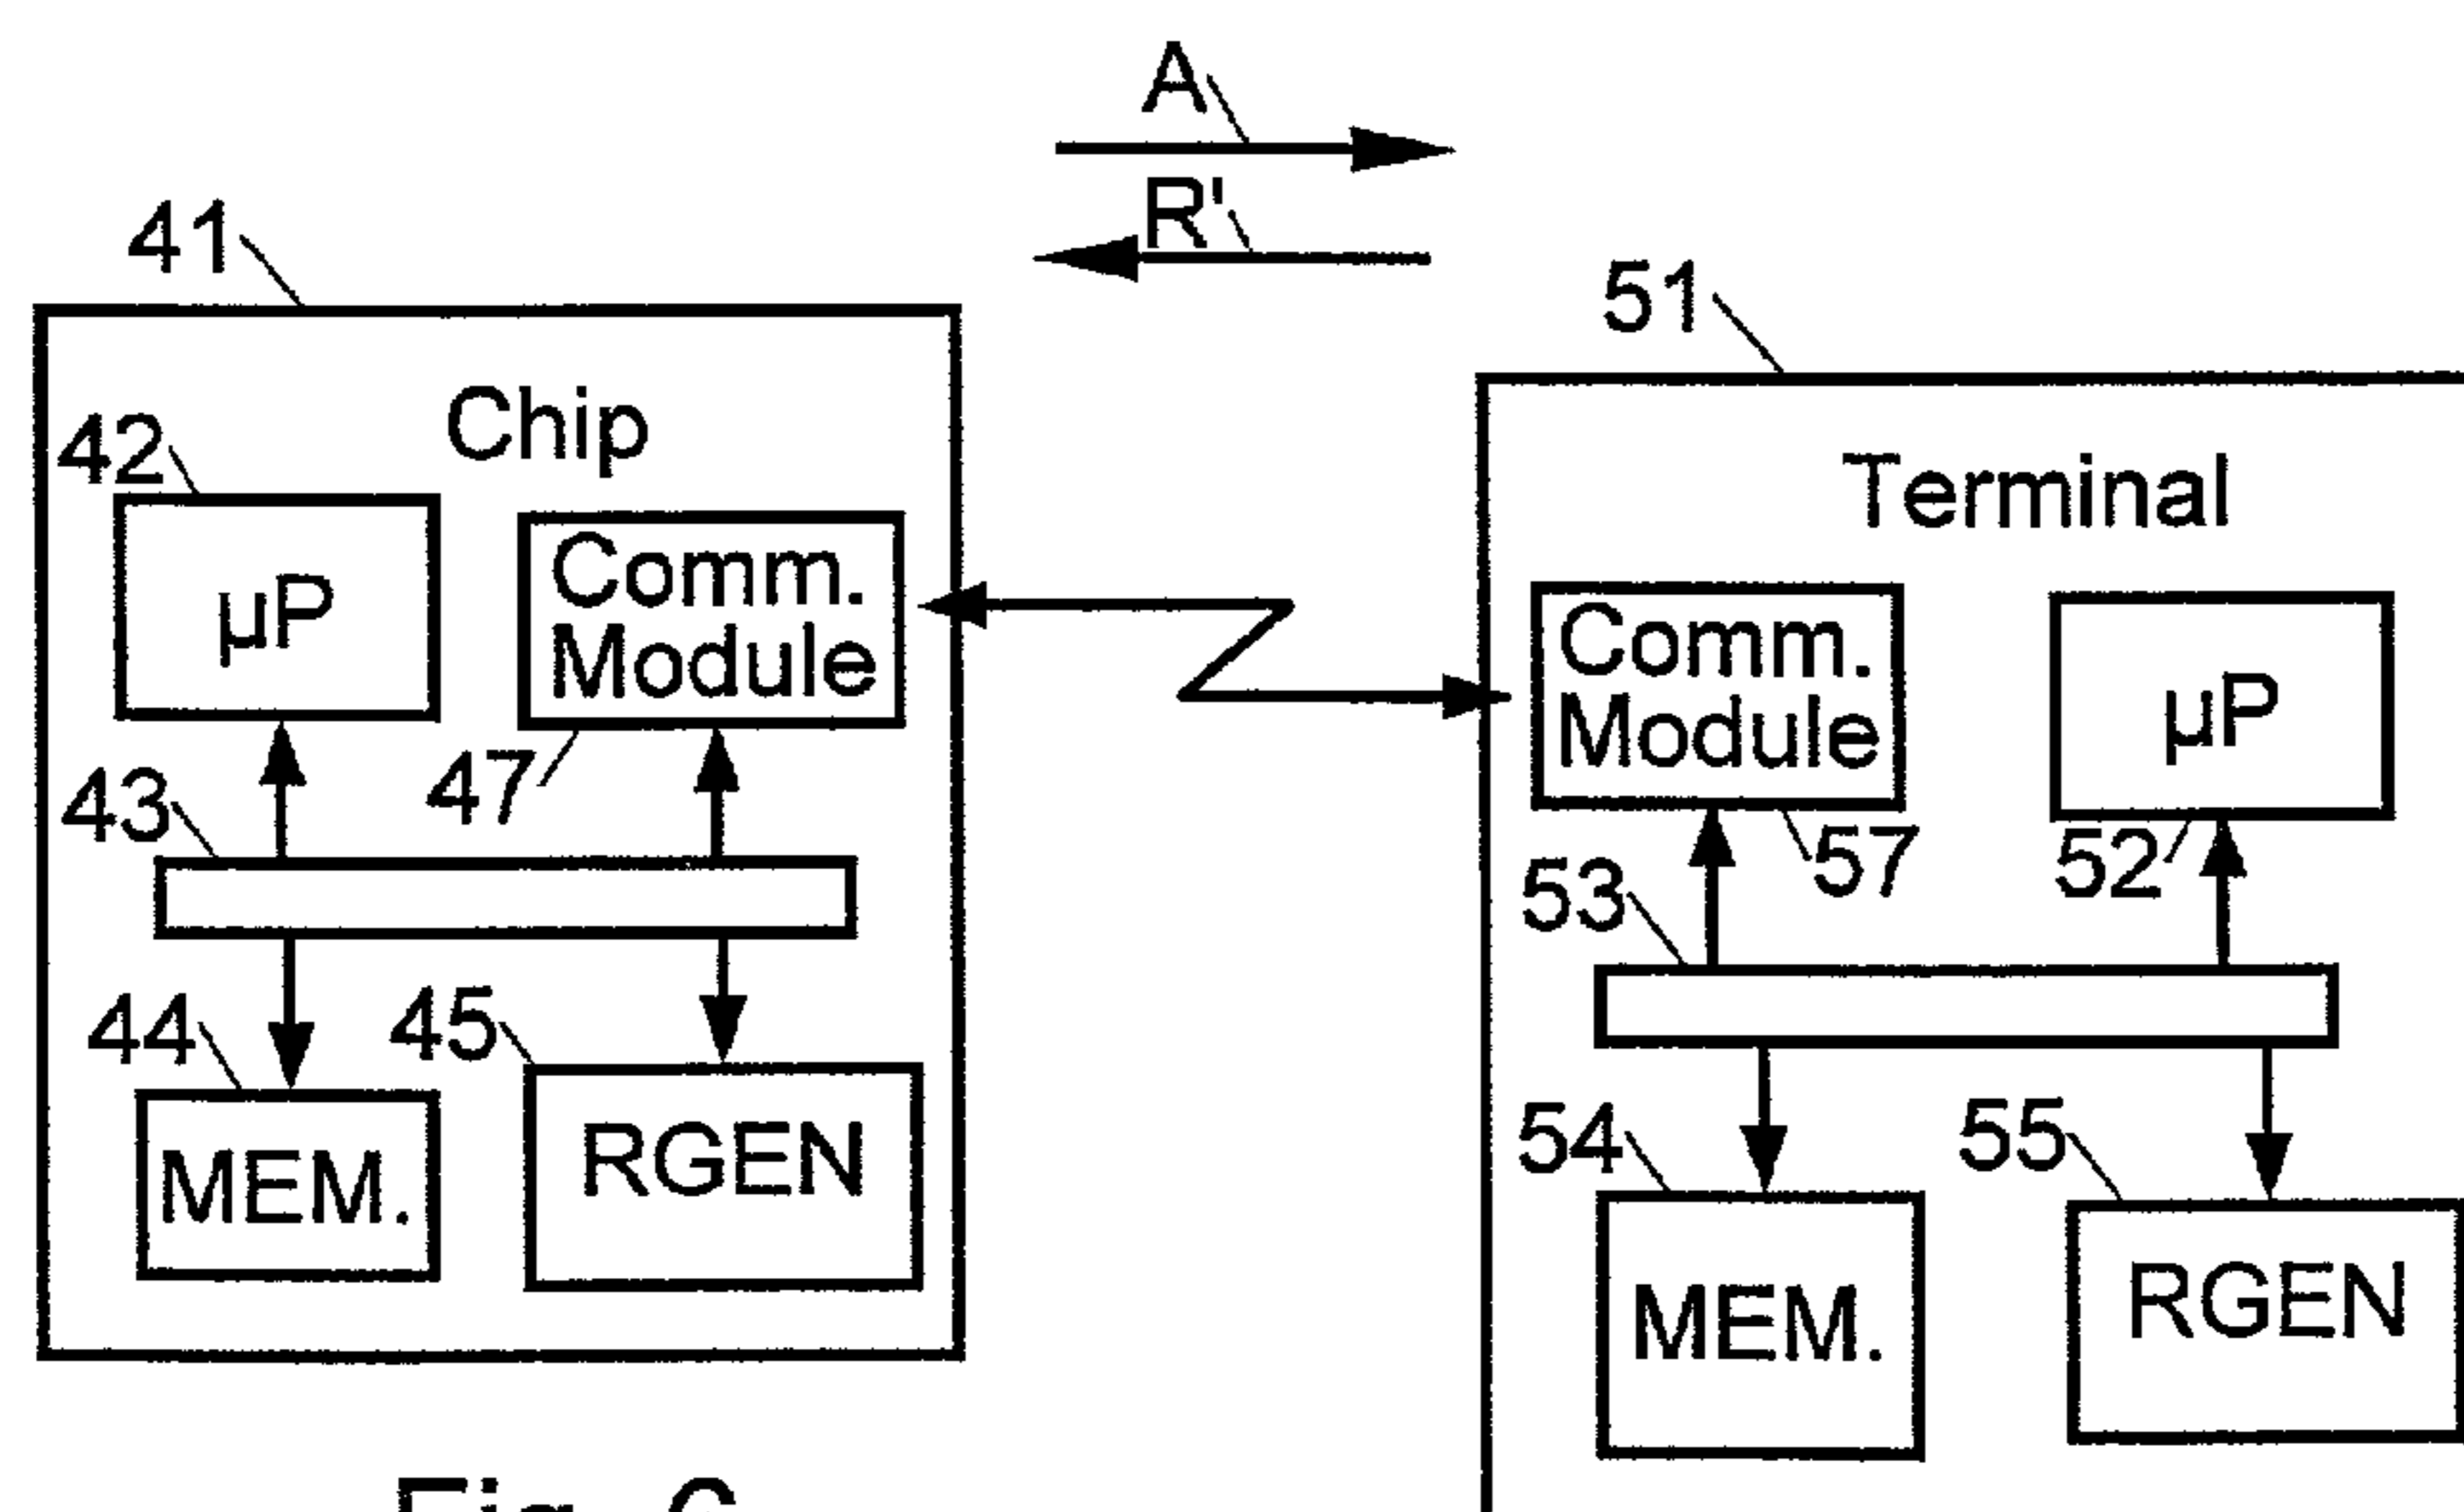 A
R'
41
51
Chip
42
Terminal
µP
Comm.
Module
Comm.
Module
µP
47
43
57
52
53
44
45
MEM.
RGEN
54
55
MEM.
RGEN
Fig.